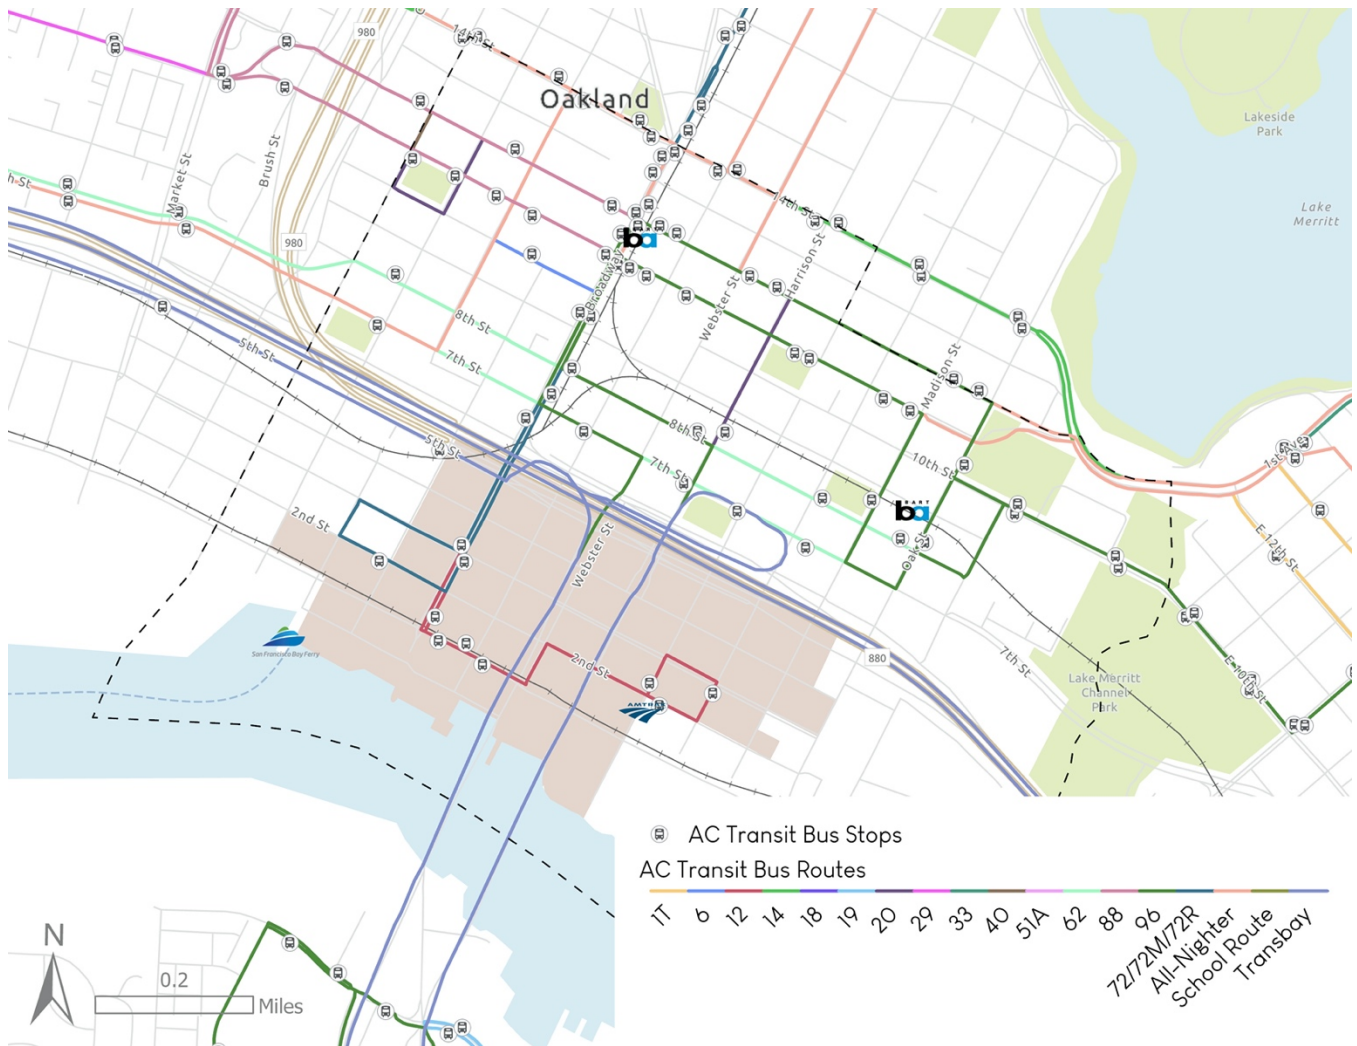 980
14th St
Oakland
Lakeside
Park
Market St
Brush St
Lake
Merritt
h St
14th St
980
ba
Broadway
Harrison St
Webster St
8th St
5th St
7th St
Madison St
8th St
5th St
7th St
10th St
1st Ave
BART
ba
2nd St
E 12th St
Webster St
Oak St
San Francisco Bay Ferry
2nd St
880
7th St
E 10th St
Lake Merritt
Channel
Park
AMTRAK
AC Transit Bus Stops
AC Transit Bus Routes
1T
6
12
14
18
19
20
29
33
40
51A
62
88
96
72/72M/72R
All-Nighter
School Route
Transbay
N
0.2
Miles